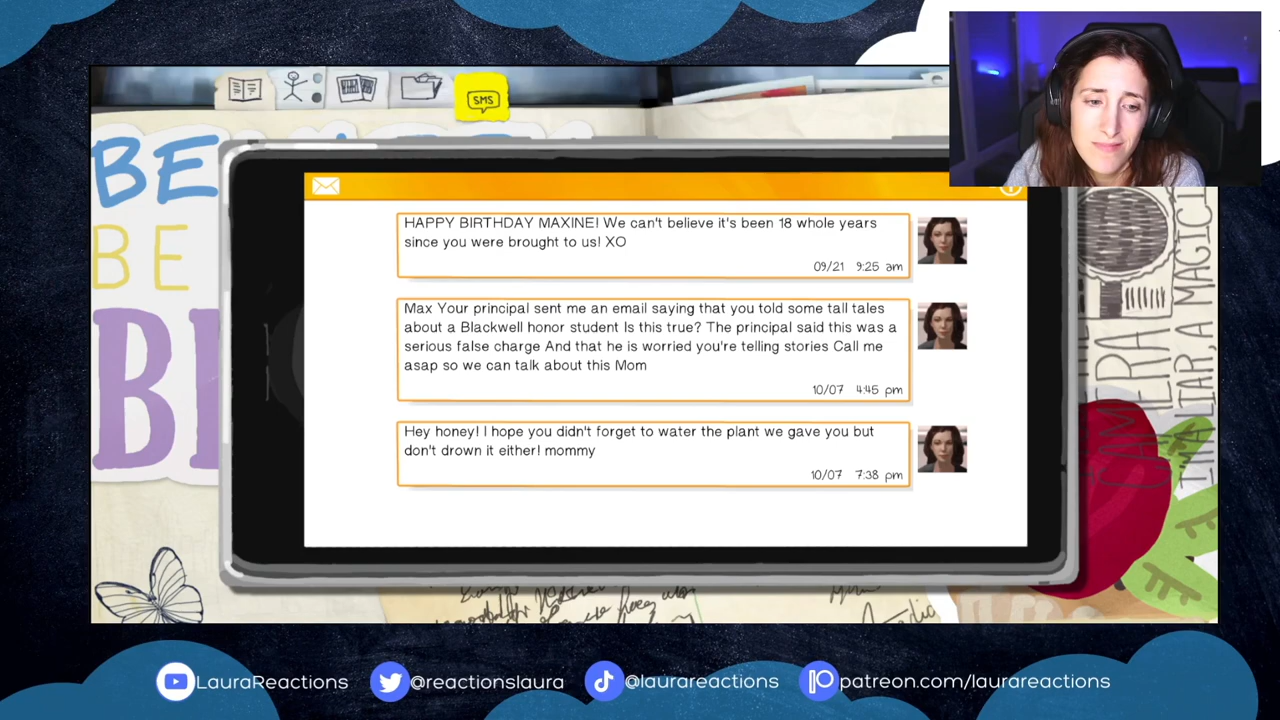 SMS
BE
BE
HAPPY BIRTHDAY MAXINE! We can't believe it's been 18 whole years
since you were brought to us! XO
09/21 9:25 am
Max Your principal sent me an email saying that you told some tall tales
about a Blackwell honor student Is this true? The principal said this was a
serious false charge And that he is worried you're telling stories Call me
asap so we can talk about this Mom
10/07 4:45 pm
Hey honey! I hope you didn't forget to water the plant we gave you but
don't drown it either! mommy
10/07 7:38 pm
LauraReactions
@reactionslaura
@laurareactions
patreon.com/laurareactions